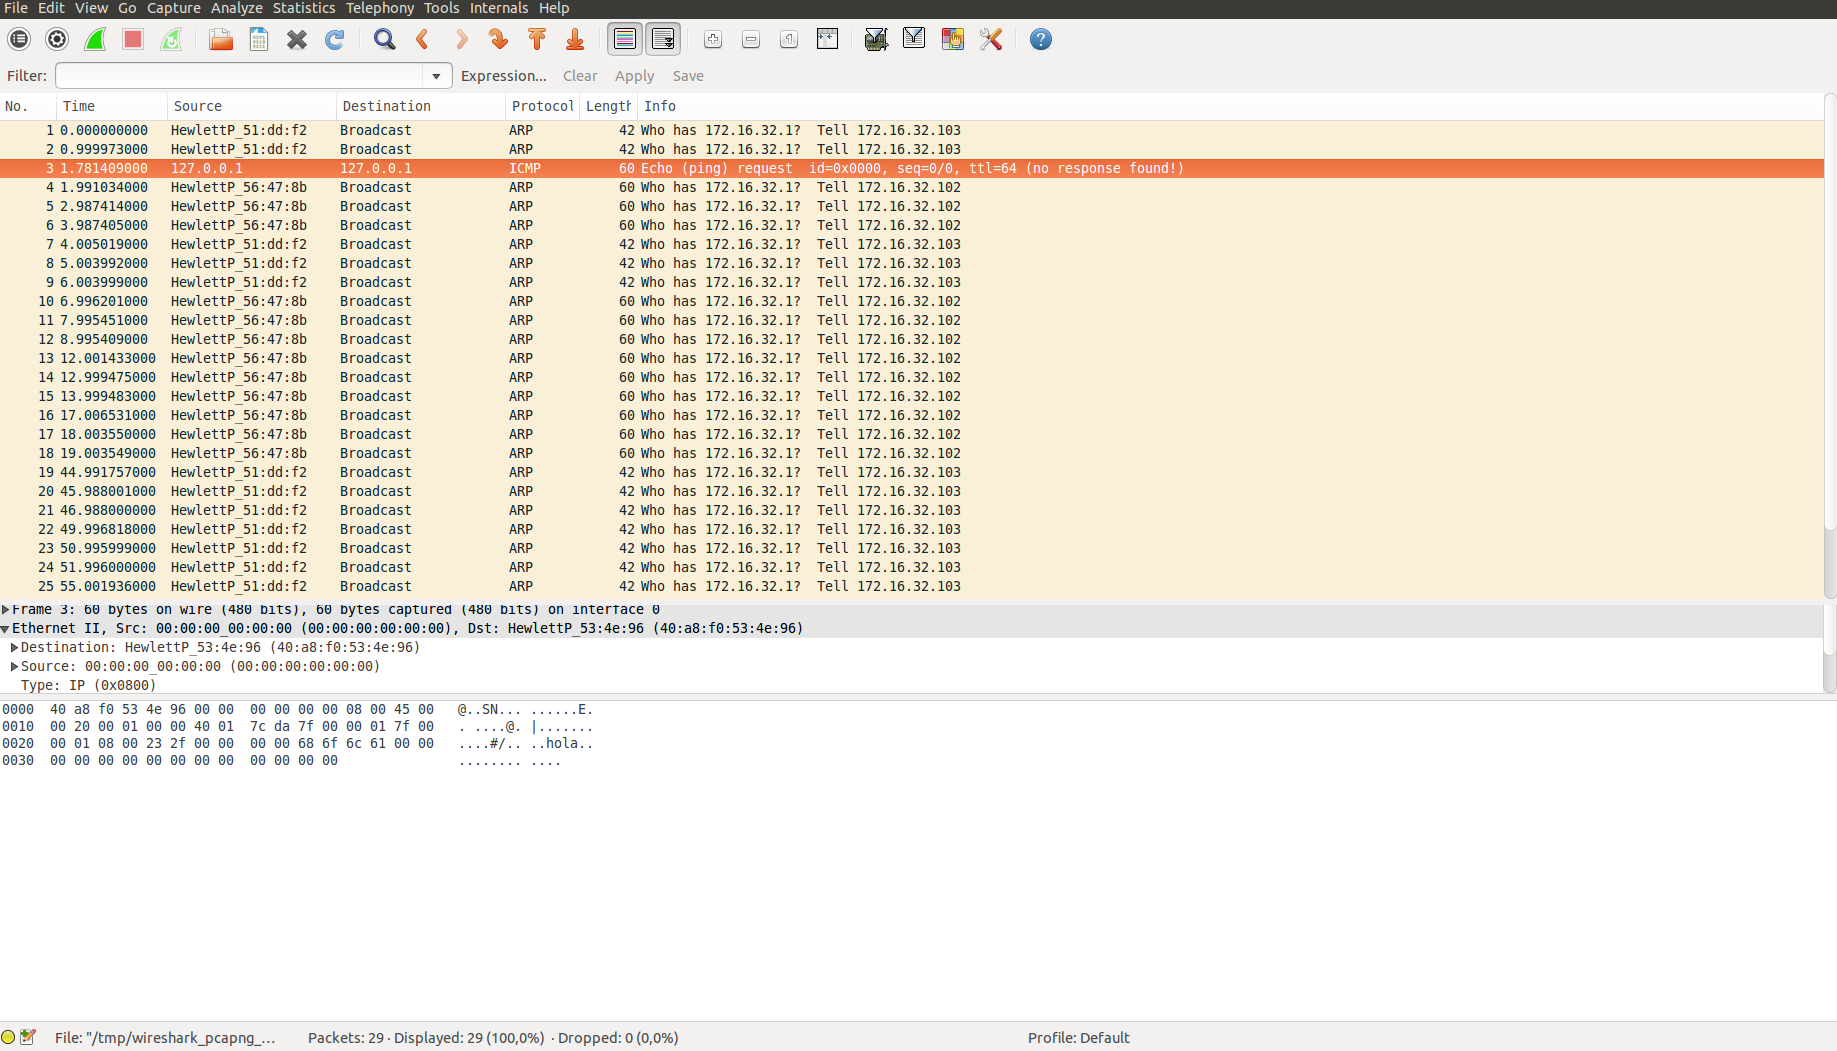 File Edit View Go Capture Analyze Statistics Telephony Tools Internals Help
Filter: Expression... Clear Apply Save
No. Time Source Destination Protocol Length Info
1 0.000000000 HewlettP_51:dd:f2 Broadcast ARP 42 Who has 172.16.32.1? Tell 172.16.32.103
2 0.999973000 HewlettP_51:dd:f2 Broadcast ARP 42 Who has 172.16.32.1? Tell 172.16.32.103
3 1.781409000 127.0.0.1 127.0.0.1 ICMP 60 Echo (ping) request id=0x0000, seq=0/0, ttl=64 (no response found!)
4 1.991034000 HewlettP_56:47:8b Broadcast ARP 60 Who has 172.16.32.1? Tell 172.16.32.102
5 2.987414000 HewlettP_56:47:8b Broadcast ARP 60 Who has 172.16.32.1? Tell 172.16.32.102
6 3.987405000 HewlettP_56:47:8b Broadcast ARP 60 Who has 172.16.32.1? Tell 172.16.32.102
7 4.005019000 HewlettP_51:dd:f2 Broadcast ARP 42 Who has 172.16.32.1? Tell 172.16.32.103
8 5.003992000 HewlettP_51:dd:f2 Broadcast ARP 42 Who has 172.16.32.1? Tell 172.16.32.103
9 6.003999000 HewlettP_51:dd:f2 Broadcast ARP 42 Who has 172.16.32.1? Tell 172.16.32.103
10 6.996201000 HewlettP_56:47:8b Broadcast ARP 60 Who has 172.16.32.1? Tell 172.16.32.102
11 7.995451000 HewlettP_56:47:8b Broadcast ARP 60 Who has 172.16.32.1? Tell 172.16.32.102
12 8.995409000 HewlettP_56:47:8b Broadcast ARP 60 Who has 172.16.32.1? Tell 172.16.32.102
13 12.001433000 HewlettP_56:47:8b Broadcast ARP 60 Who has 172.16.32.1? Tell 172.16.32.102
14 12.999475000 HewlettP_56:47:8b Broadcast ARP 60 Who has 172.16.32.1? Tell 172.16.32.102
15 13.999483000 HewlettP_56:47:8b Broadcast ARP 60 Who has 172.16.32.1? Tell 172.16.32.102
16 17.006531000 HewlettP_56:47:8b Broadcast ARP 60 Who has 172.16.32.1? Tell 172.16.32.102
17 18.003550000 HewlettP_56:47:8b Broadcast ARP 60 Who has 172.16.32.1? Tell 172.16.32.102
18 19.003549000 HewlettP_56:47:8b Broadcast ARP 60 Who has 172.16.32.1? Tell 172.16.32.102
19 44.991757000 HewlettP_51:dd:f2 Broadcast ARP 42 Who has 172.16.32.1? Tell 172.16.32.103
20 45.988001000 HewlettP_51:dd:f2 Broadcast ARP 42 Who has 172.16.32.1? Tell 172.16.32.103
21 46.988000000 HewlettP_51:dd:f2 Broadcast ARP 42 Who has 172.16.32.1? Tell 172.16.32.103
22 49.996818000 HewlettP_51:dd:f2 Broadcast ARP 42 Who has 172.16.32.1? Tell 172.16.32.103
23 50.995999000 HewlettP_51:dd:f2 Broadcast ARP 42 Who has 172.16.32.1? Tell 172.16.32.103
24 51.996000000 HewlettP_51:dd:f2 Broadcast ARP 42 Who has 172.16.32.1? Tell 172.16.32.103
25 55.001936000 HewlettP_51:dd:f2 Broadcast ARP 42 Who has 172.16.32.1? Tell 172.16.32.103
Frame 3: 60 bytes on wire (480 bits), 60 bytes captured (480 bits) on interface 0
Ethernet II, Src: 00:00:00_00:00:00 (00:00:00:00:00:00), Dst: HewlettP_53:4e:96 (40:a8:f0:53:4e:96)
Destination: HewlettP_53:4e:96 (40:a8:f0:53:4e:96)
Source: 00:00:00_00:00:00 (00:00:00:00:00:00)
Type: IP (0x0800)
0000 40 a8 f0 53 4e 96 00 00 00 00 00 00 08 00 45 00 @..SN... ......E.
0010 00 20 00 01 00 00 40 01 7c da 7f 00 00 01 7f 00 . ....@. |.......
0020 00 01 08 00 23 2f 00 00 00 00 68 6f 6c 61 00 00 ....#/.. ..hola..
0030 00 00 00 00 00 00 00 00 00 00 00 00 ........ ....
File: "/tmp/wireshark_pcapng_... Packets: 29 · Displayed: 29 (100,0%) · Dropped: 0 (0,0%) Profile: Default